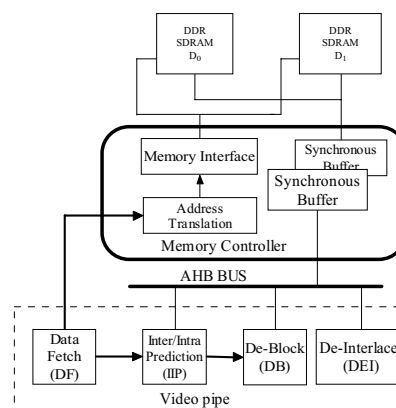 DDR
SDRAM
D0
DDR
SDRAM
D1
Memory Interface
Synchronous
Buffer
Synchronous
Buffer
Address
Translation
Memory Controller
AHB BUS
Data
Fetch
(DF)
Inter/Intra
Prediction
(IIP)
De-Block
(DB)
De-Interlace
(DEI)
Video pipe